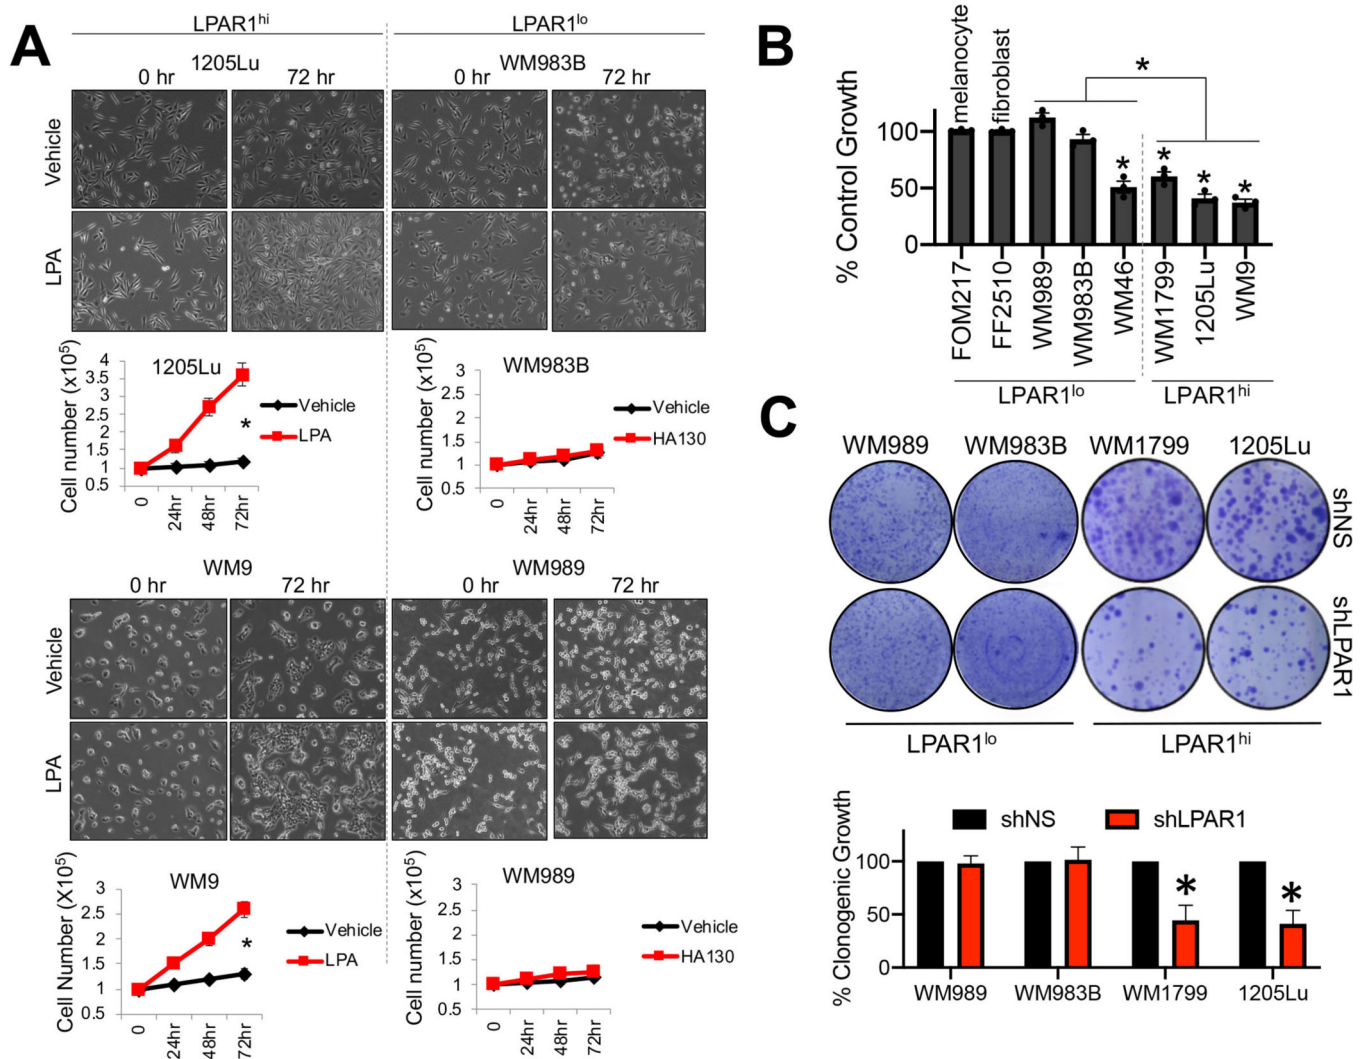 A
LPAR1hi
LPAR1lo
1205Lu
WM983B
0 hr
72 hr
0 hr
72 hr
Vehicle
LPA
1205Lu
Cell number (x10^5)
4
3.5
3
2.5
2
1.5
1
0.5
0
24hr
48hr
72hr
*
Vehicle
LPA
WM983B
Cell number (x10^5)
3
2.5
2
1.5
1
0.5
0
24hr
48hr
72hr
Vehicle
HA130
WM9
WM989
0 hr
72 hr
0 hr
72 hr
Vehicle
LPA
WM9
Cell Number (X10^5)
3
2.5
2
1.5
1
0.5
0
24hr
48hr
72hr
*
Vehicle
LPA
WM989
Cell number (x10^5)
3
2.5
2
1.5
1
0.5
0
24hr
48hr
72hr
Vehicle
HA130
B
% Control Growth
100
50
0
melanocyte
fibroblast
*
*
*
*
*
FOM217
FF2510
WM989
WM983B
WM46
WM1799
1205Lu
WM9
LPAR1lo
LPAR1hi
C
WM989
WM983B
WM1799
1205Lu
shNS
shLPAR1
LPAR1lo
LPAR1hi
shNS
shLPAR1
% Clonogenic Growth
100
50
0
*
*
WM989
WM983B
WM1799
1205Lu